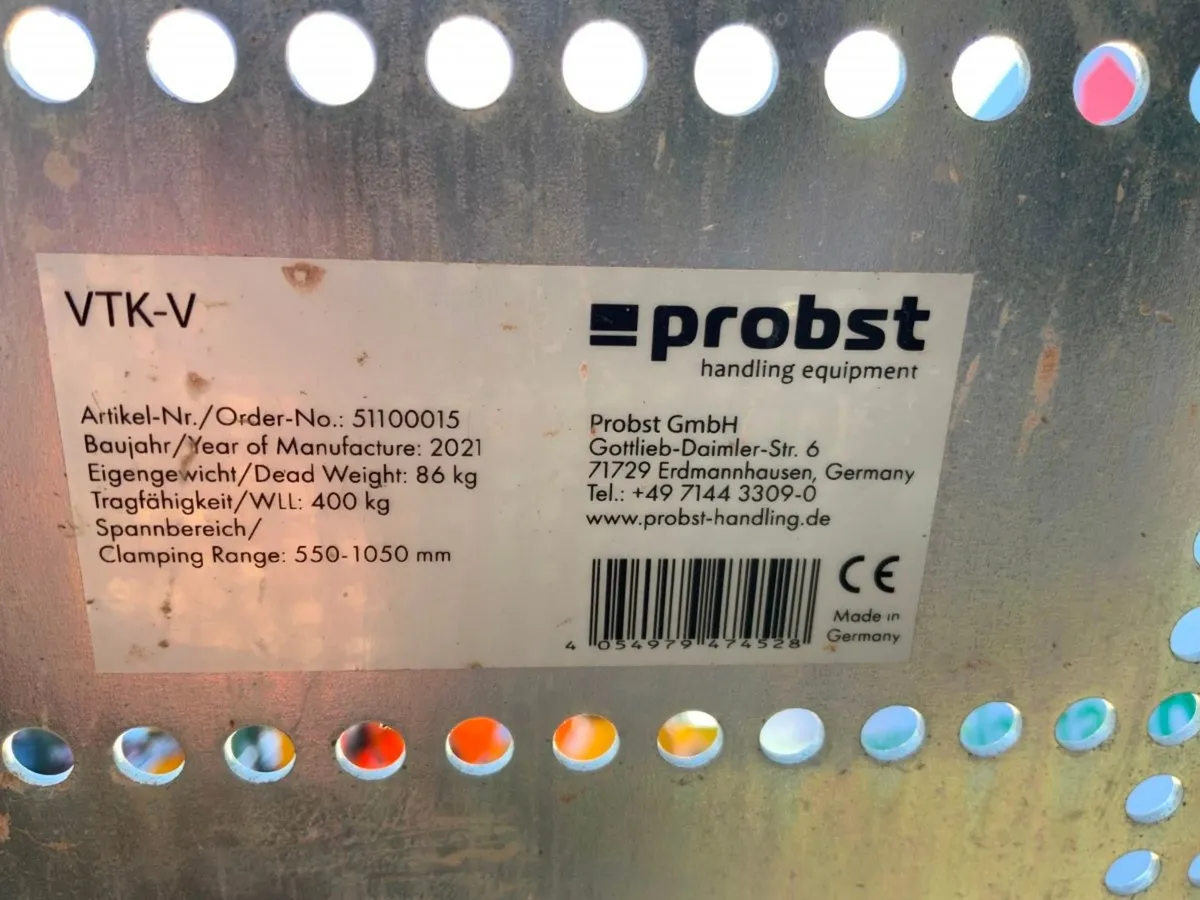 VTK-V
Artikel-Nr./Order-No.: 51100015
Baujahr/Year of Manufacture: 2021
Eigengewicht/Dead Weight: 86 kg
Tragfähigkeit/WLL: 400 kg
Spannbereich/
Clamping Range: 550-1050 mm
probst
handling equipment
Probst GmbH
Gottlieb-Daimler-Str. 6
71729 Erdmannhausen, Germany
Tel.: +49 7144 3309-0
www.probst-handling.de
4 054979 474528
CE
Made in
Germany